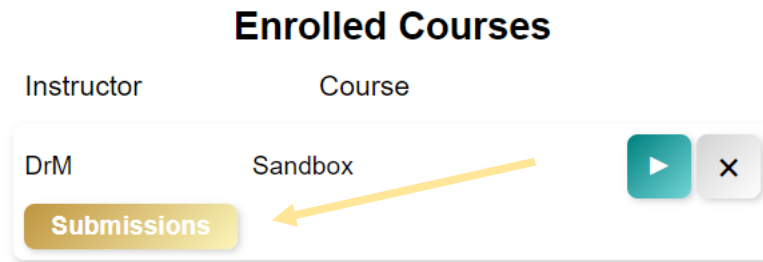 Enrolled Courses
Instructor Course
DrM Sandbox
Submissions